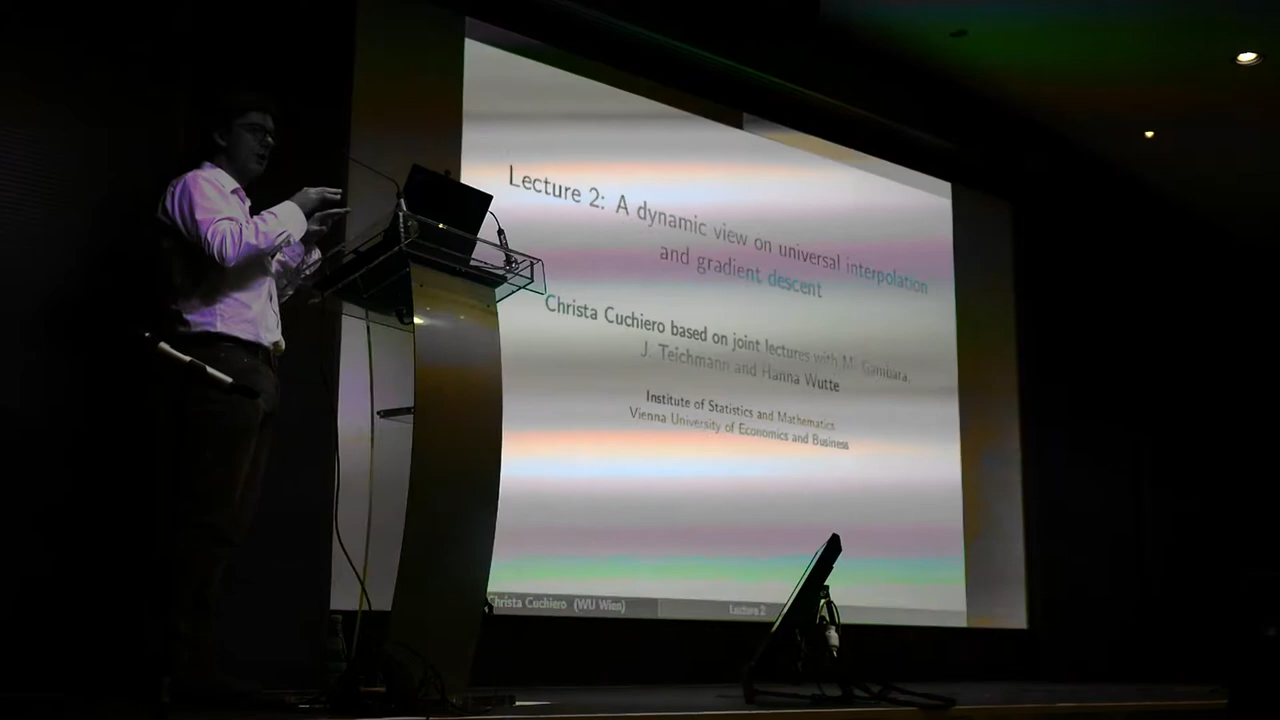 Lecture 2: A dynamic view on universal interpolation
and gradient descent
Christa Cuchiero based on joint lectures with M. Gambara,
J. Teichmann and Hanna Wutte
Institute of Statistics and Mathematics
Vienna University of Economics and Business
Christa Cuchiero (WU Wien)
Lecture 2